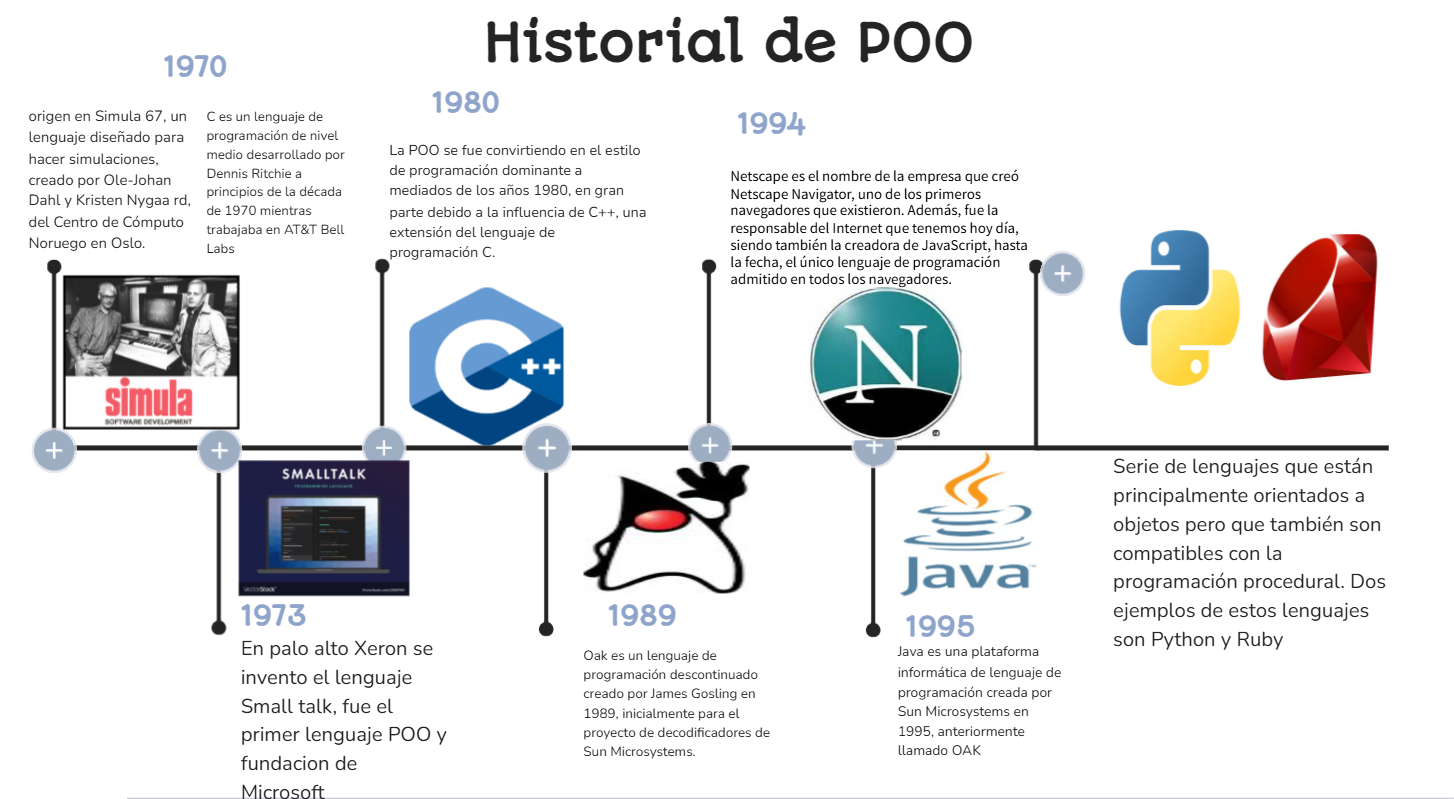 Historial de POO
1970
origen en Simula 67, un
lenguaje diseñado para
hacer simulaciones,
creado por Ole-Johan
Dahl y Kristen Nygaa rd,
del Centro de Cómputo
Noruego en Oslo.
C es un lenguaje de
programación de nivel
medio desarrollado por
Dennis Ritchie a
principios de la década
de 1970 mientras
trabajaba en AT&T Bell
Labs
simula
SOFTWARE DEVELOPMENT
SMALLTALK
PROGRAMMING LANGUAGE
VectorStock
1973
En palo alto Xeron se
invento el lenguaje
Small talk, fue el
primer lenguaje POO y
fundacion de
Microsoft
1980
La POO se fue convirtiendo en el estilo
de programación dominante a
mediados de los años 1980, en gran
parte debido a la influencia de C++, una
extensión del lenguaje de
programación C.
C++
1989
Oak es un lenguaje de
programación descontinuado
creado por James Gosling en
1989, inicialmente para el
proyecto de decodificadores de
Sun Microsystems.
1994
Netscape es el nombre de la empresa que creó
Netscape Navigator, uno de los primeros
navegadores que existieron. Además, fue la
responsable del Internet que tenemos hoy día,
siendo también la creadora de JavaScript, hasta
la fecha, el único lenguaje de programación
admitido en todos los navegadores.
N
Java™
1995
Java es una plataforma
informática de lenguaje de
programación creada por
Sun Microsystems en
1995, anteriormente
llamado OAK
Serie de lenguajes que están
principalmente orientados a
objetos pero que también son
compatibles con la
programación procedural. Dos
ejemplos de estos lenguajes
son Python y Ruby